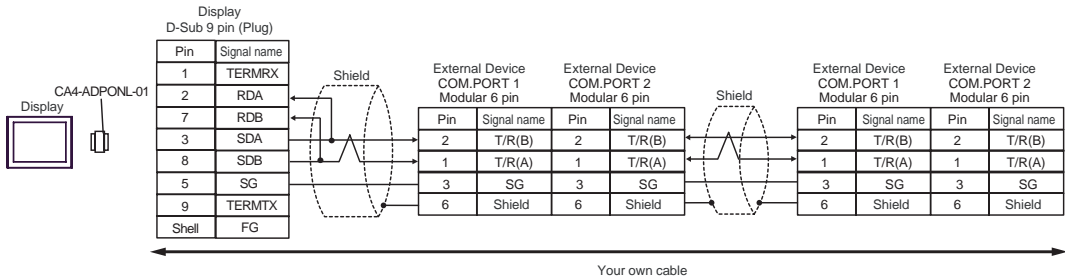 Display
D-Sub 9 pin (Plug)
Pin Signal name
1 TERMRX
2 RDA
7 RDB
3 SDA
8 SDB
5 SG
9 TERMTX
Shell FG
CA4-ADPONL-01
Display
Shield
External Device
COM.PORT 1
Modular 6 pin
External Device
COM.PORT 2
Modular 6 pin
Pin Signal name Pin Signal name
2 T/R(B) 2 T/R(B)
1 T/R(A) 1 T/R(A)
3 SG 3 SG
6 Shield 6 Shield
Shield
External Device
COM.PORT 1
Modular 6 pin
External Device
COM.PORT 2
Modular 6 pin
Pin Signal name Pin Signal name
2 T/R(B) 2 T/R(B)
1 T/R(A) 1 T/R(A)
3 SG 3 SG
6 Shield 6 Shield
Your own cable